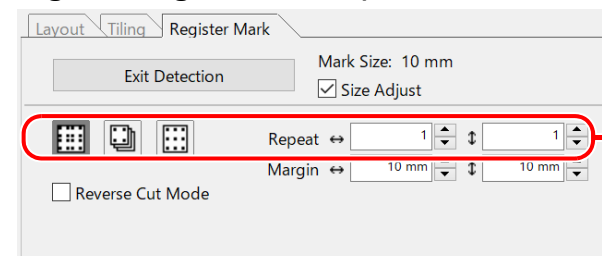 Layout Tiling Register Mark
Exit Detection
Mark Size: 10 mm
Size Adjust
Repeat ↔ 1 ↕ 1
Margin ↔ 10 mm ↕ 10 mm
Reverse Cut Mode